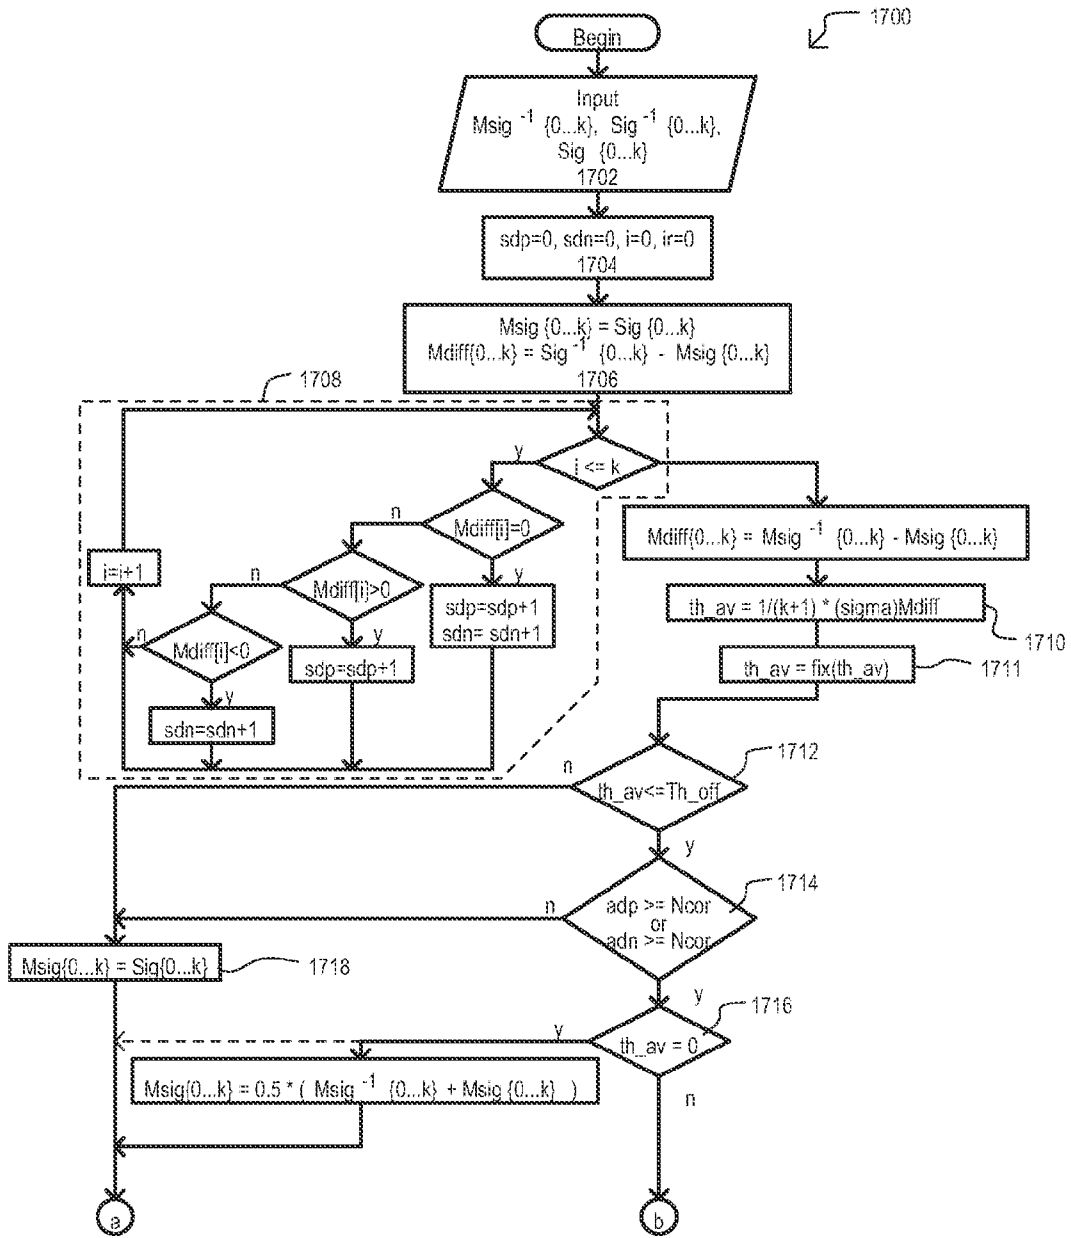 1700
Begin
Input
Msig -1 {0...k}, Sig -1 {0...k},
Sig {0...k}
1702
sdp=0, sdn=0, i=0, ir=0
1704
Msig {0...k} = Sig {0...k}
Mdiff{0...k} = Sig -1 {0...k} - Msig {0...k}
1706
1708
i <= k
y
Mdiff[i]=0
n
y
sdp=sdp+1
sdn= sdn+1
Mdiff[i]>0
n
y
sdp=sdp+1
Mdiff[i]<0
n
y
sdn=sdn+1
i=i+1
Mdiff{0...k} = Msig -1 {0...k} - Msig {0...k}
th_av = 1/(k+1) * (sigma)Mdiff
1710
th_av = fix(th_av)
1711
1712
th_av<=Th_off
n
y
1714
adp >= Ncor
or
adn >= Ncor
n
y
Msig{0...k} = Sig{0...k}
1718
1716
th_av = 0
y
n
Msig{0...k} = 0.5 * ( Msig -1 {0...k} + Msig {0...k} )
a
b